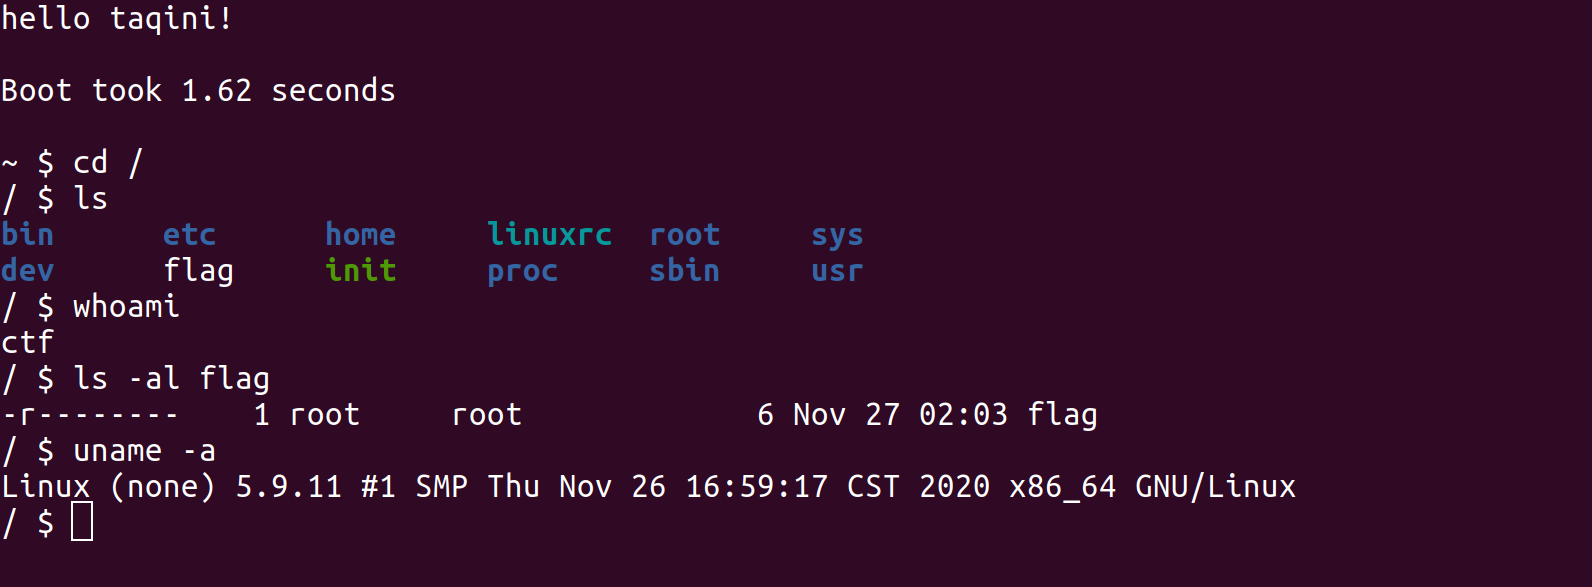 hello taqini!
Boot took 1.62 seconds
~ $ cd /
/ $ ls
bin      etc      home     linuxrc  root     sys
dev      flag     init     proc     sbin     usr
/ $ whoami
ctf
/ $ ls -al flag
-r--------    1 root     root             6 Nov 27 02:03 flag
/ $ uname -a
Linux (none) 5.9.11 #1 SMP Thu Nov 26 16:59:17 CST 2020 x86_64 GNU/Linux
/ $